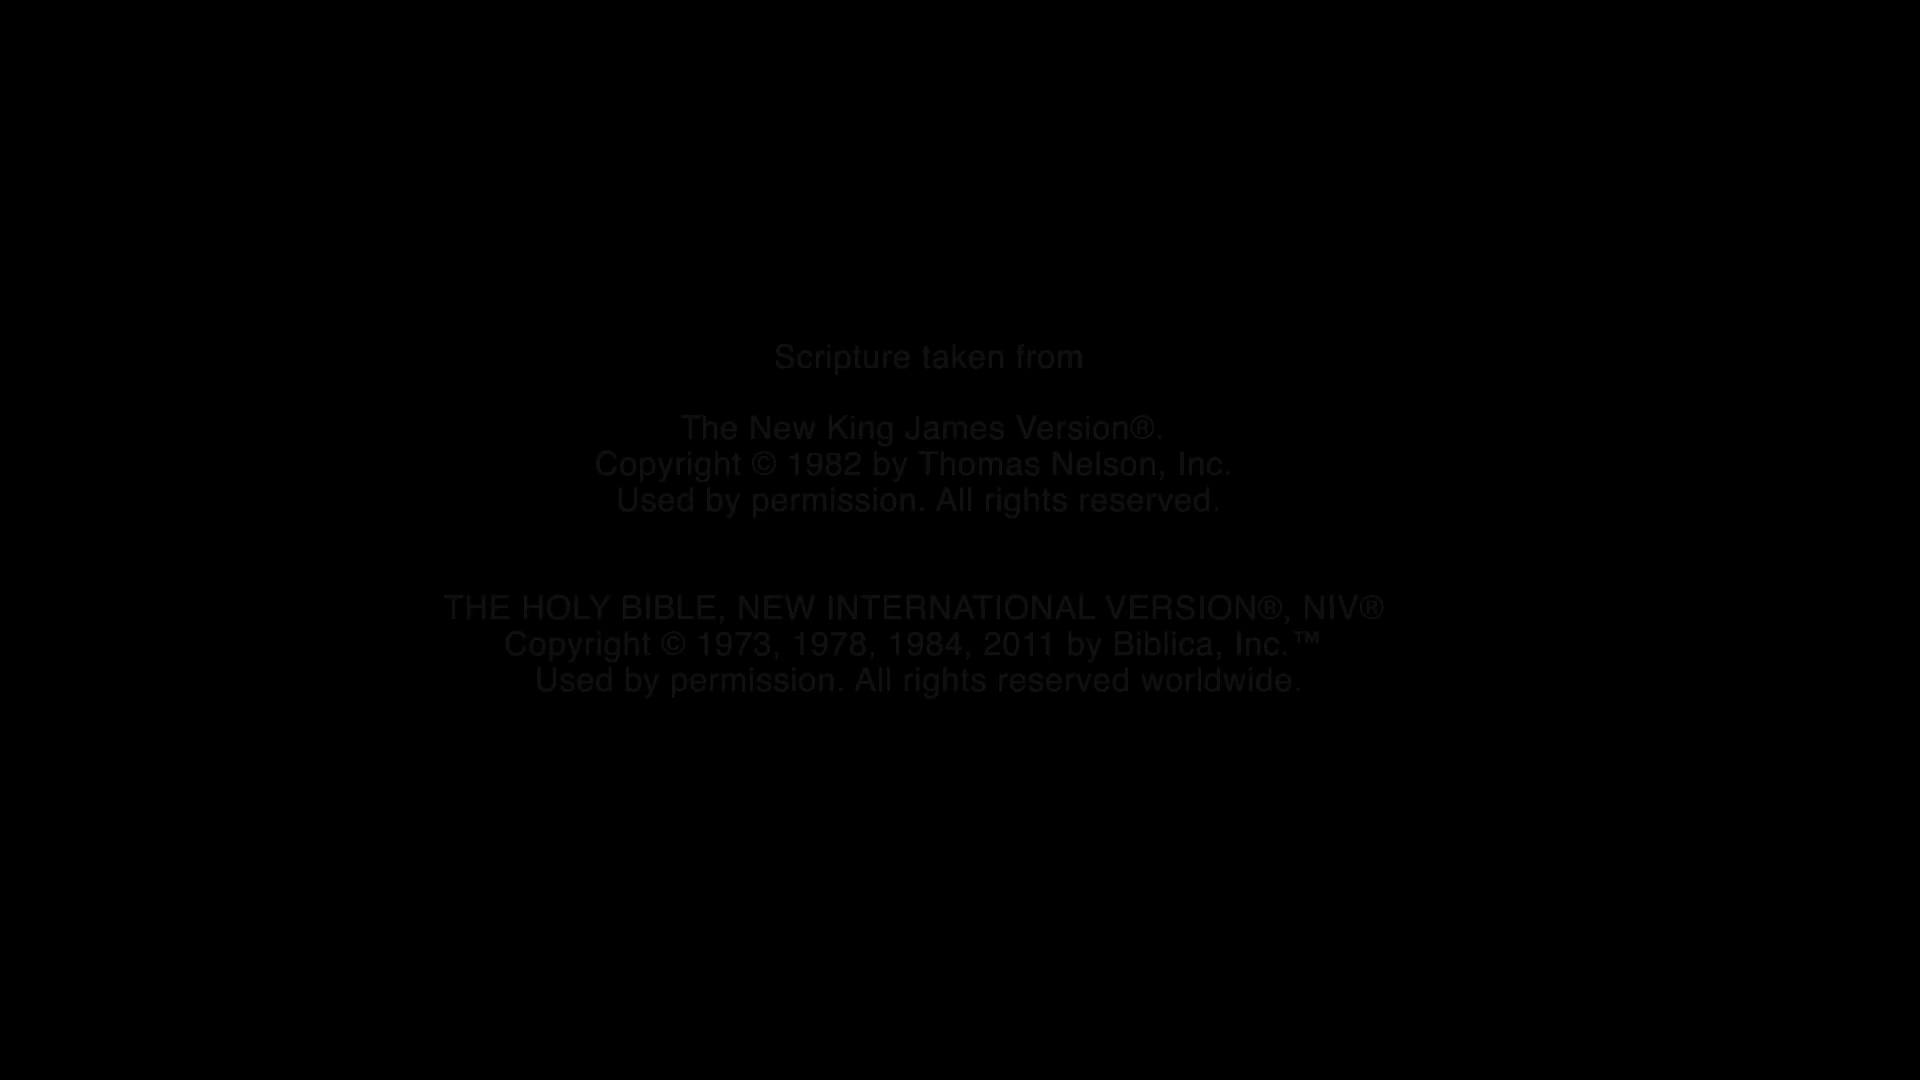 Scripture taken from
The New King James Version®.
Copyright © 1982 by Thomas Nelson, Inc.
Used by permission. All rights reserved.
THE HOLY BIBLE, NEW INTERNATIONAL VERSION®, NIV®
Copyright © 1973, 1978, 1984, 2011 by Biblica, Inc.™
Used by permission. All rights reserved worldwide.